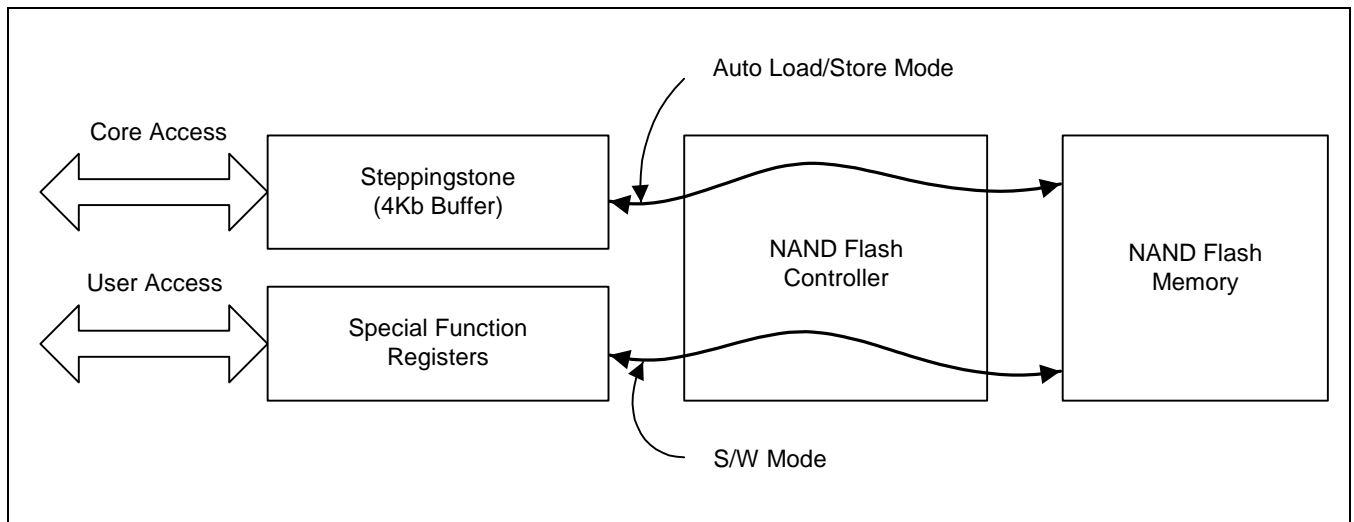 Auto Load/Store Mode
Core Access
Steppingstone
(4Kb Buffer)
NAND Flash
Controller
NAND Flash
Memory
User Access
Special Function
Registers
S/W Mode